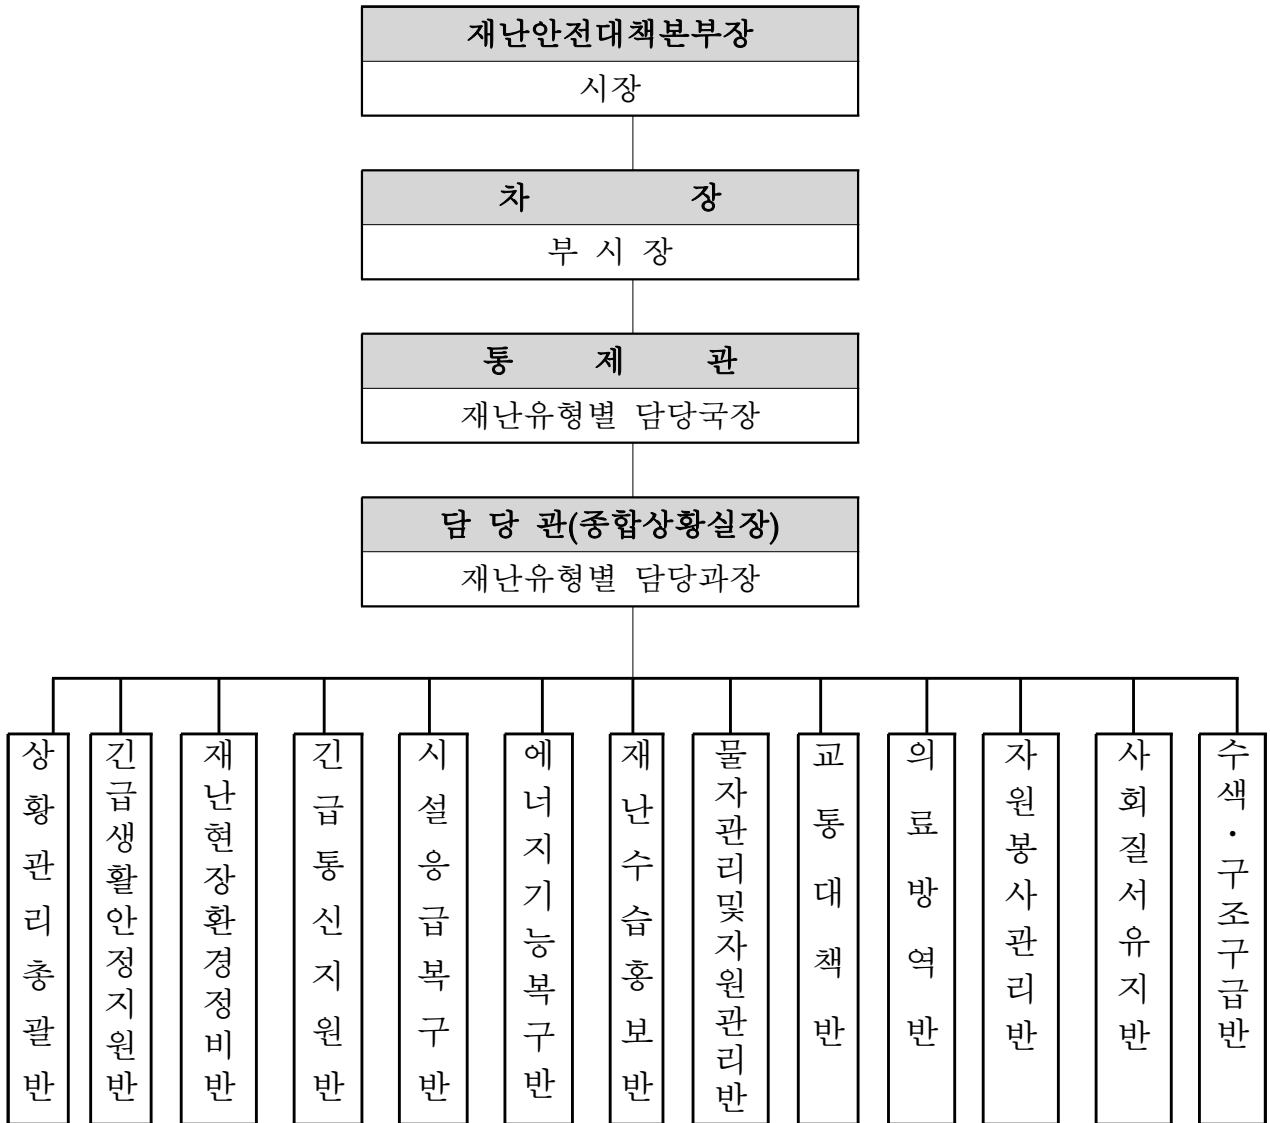 재난안전대책본부장
시장
차 장
부 시 장
통 제 관
재난유형별 담당국장
담 당 관(종합상황실장)
재난유형별 담당과장
상황관리총괄반
긴급생활안정지원반
재난현장환경정비반
긴급통신지원반
시설응급복구반
에너지기능복구반
재난수습홍보반
물자관리및자원관리반
교통대책반
의료방역반
자원봉사관리반
사회질서유지반
수색·구조구급반